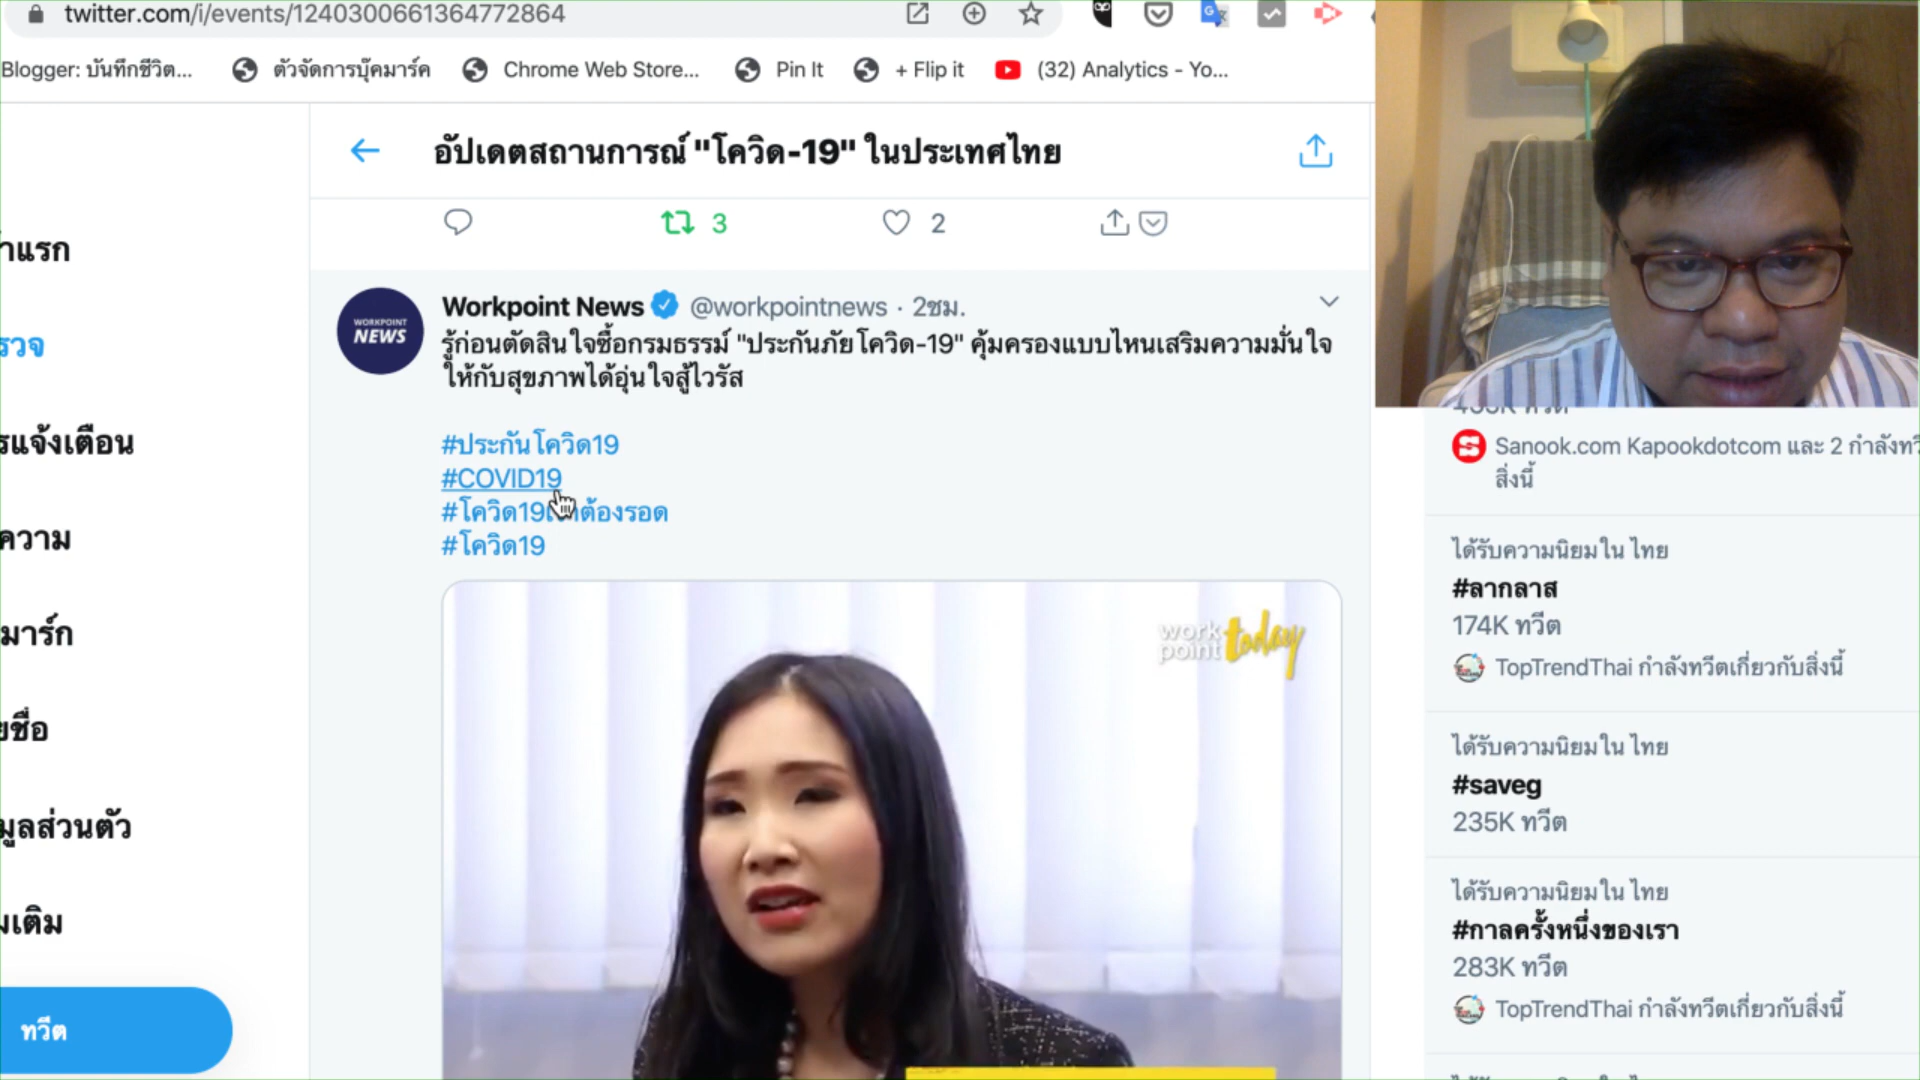 twitter.com/i/events/1240300661364772864
Blogger: บันทึกชีวิต...
ตัวจัดการบุ๊คมาร์ค
Chrome Web Store...
Pin It
+ Flip it
(32) Analytics - Yo...
อัปเดตสถานการณ์ "โควิด-19" ในประเทศไทย
3
2
WORKPOINT
NEWS
Workpoint News @workpointnews · 2ชม.
รู้ก่อนตัดสินใจซื้อกรมธรรม์ "ประกันภัยโควิด-19" คุ้มครองแบบไหนเสริมความมั่นใจ
ให้กับสุขภาพได้อุ่นใจสู้ไวรัส
#ประกันโควิด19
#COVID19
#โควิด19 ต้องรอด
#โควิด19
work
point today
าแรก
รวจ
รแจ้งเตือน
ความ
มาร์ก
ยชื่อ
มูลส่วนตัว
มเติม
ทวีต
Sanook.com Kapookdotcom และ 2 กำลังทวี
สิ่งนี้
ได้รับความนิยมใน ไทย
#ลากลาส
174K ทวีต
TopTrendThai กำลังทวีตเกี่ยวกับสิ่งนี้
ได้รับความนิยมใน ไทย
#saveg
235K ทวีต
ได้รับความนิยมใน ไทย
#กาลครั้งหนึ่งของเรา
283K ทวีต
TopTrendThai กำลังทวีตเกี่ยวกับสิ่งนี้